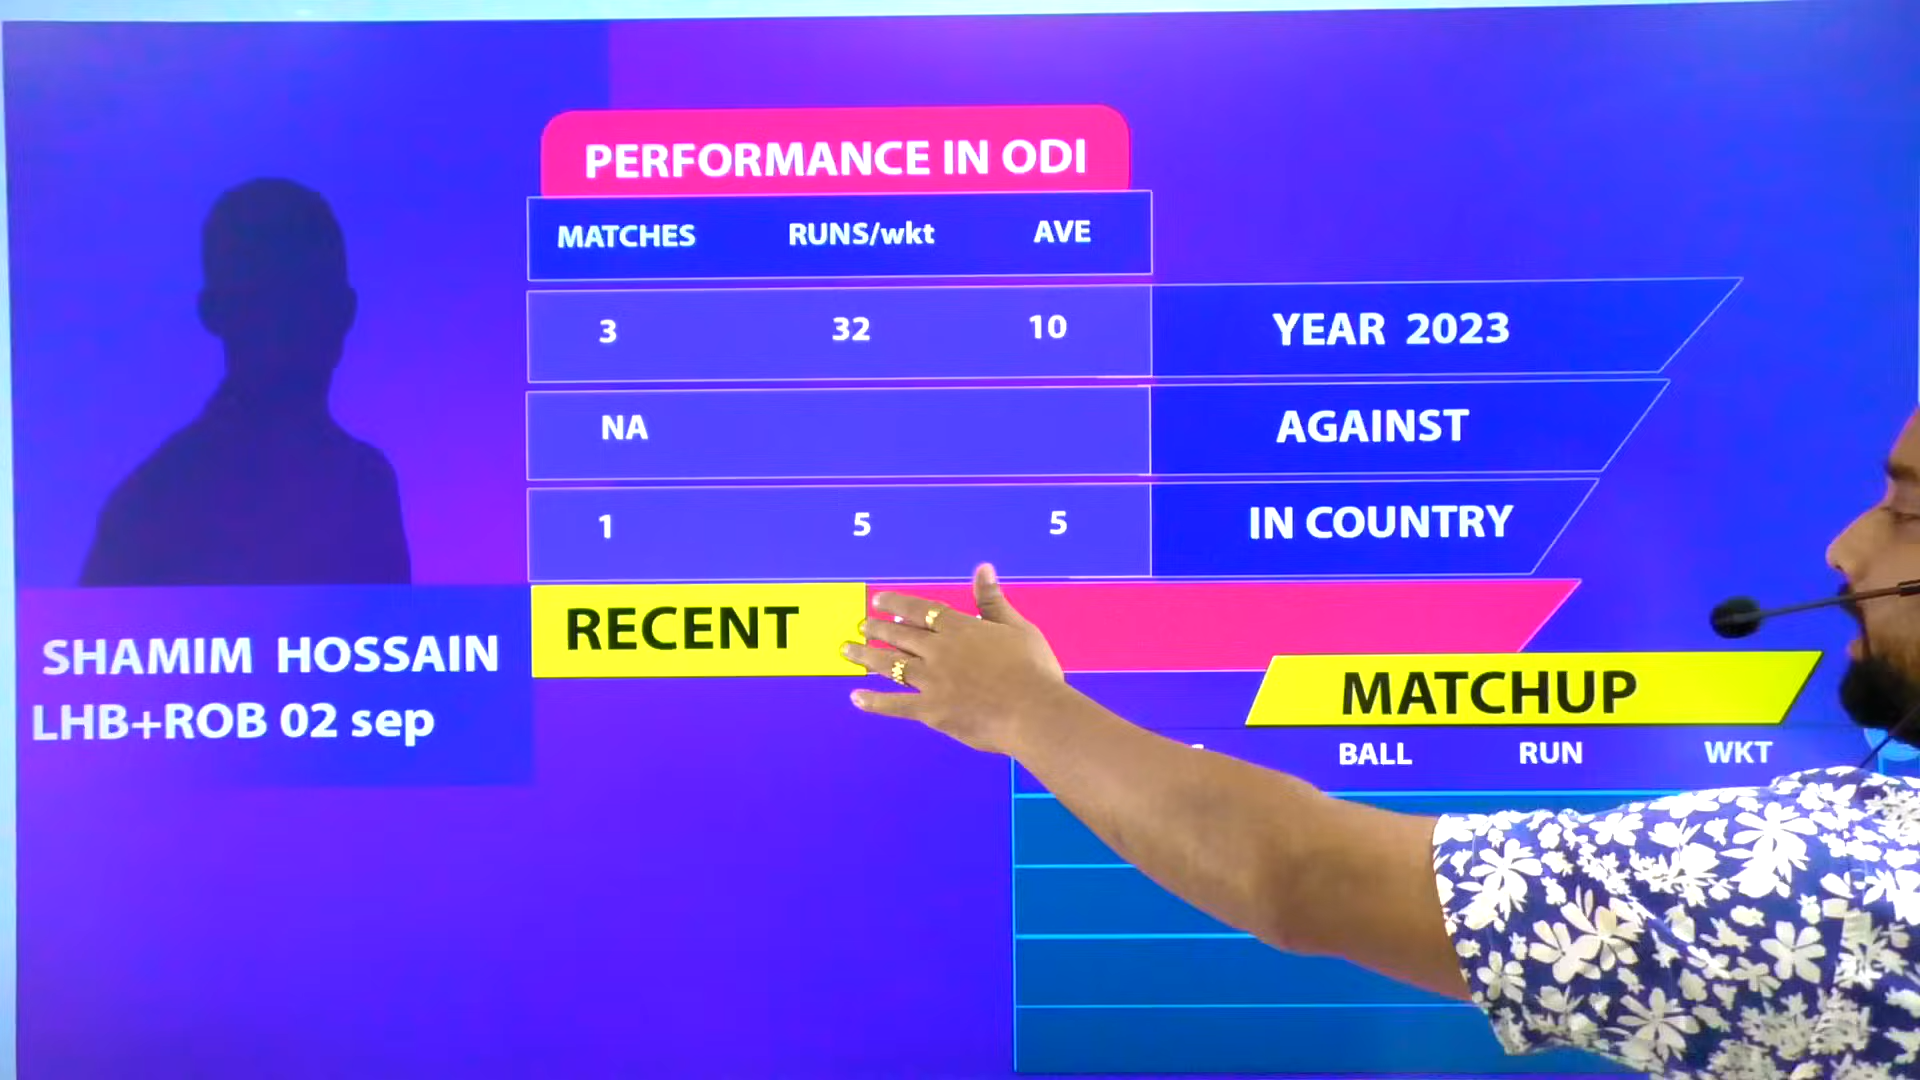 PERFORMANCE IN ODI
MATCHES RUNS/wkt AVE
3 32 10 YEAR 2023
NA AGAINST
1 5 5 IN COUNTRY
RECENT
SHAMIM HOSSAIN
LHB+ROB 02 sep
MATCHUP
BALL RUN WKT